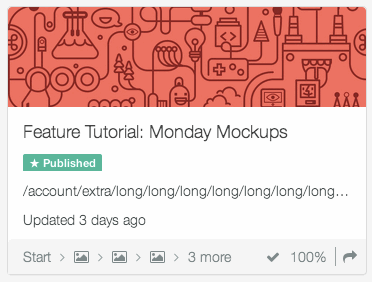 Feature Tutorial: Monday Mockups
★ Published
/account/extra/long/long/long/long/long/long/long…
Updated 3 days ago
Start > > > > 3 more 100%